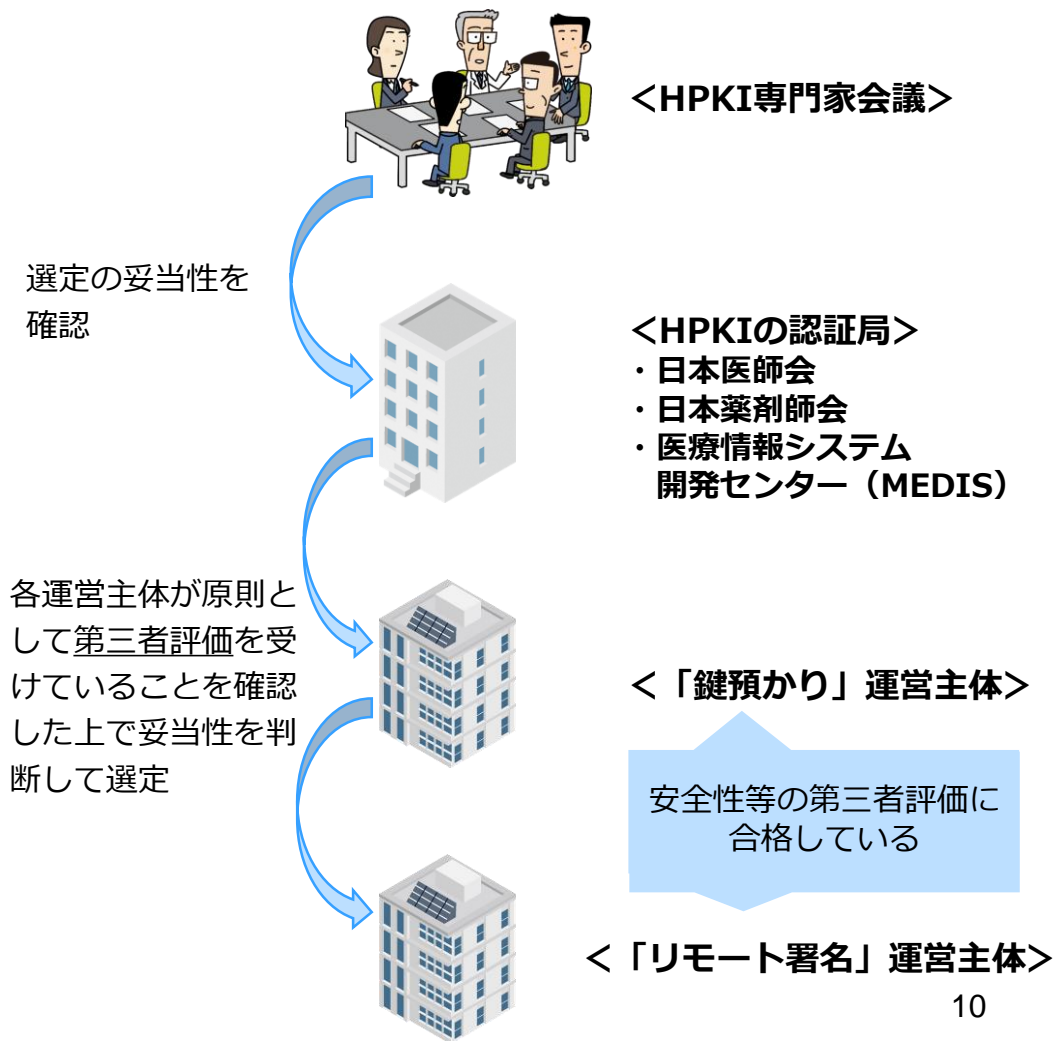 <HPKI専門家会議>
選定の妥当性を
確認
<HPKIの認証局>
・日本医師会
・日本薬剤師会
・医療情報システム
開発センター（MEDIS）
各運営主体が原則と
して第三者評価を受
けていることを確認
した上で妥当性を判
断して選定
<「鍵預かり」運営主体>
安全性等の第三者評価に
合格している
<「リモート署名」運営主体>
10